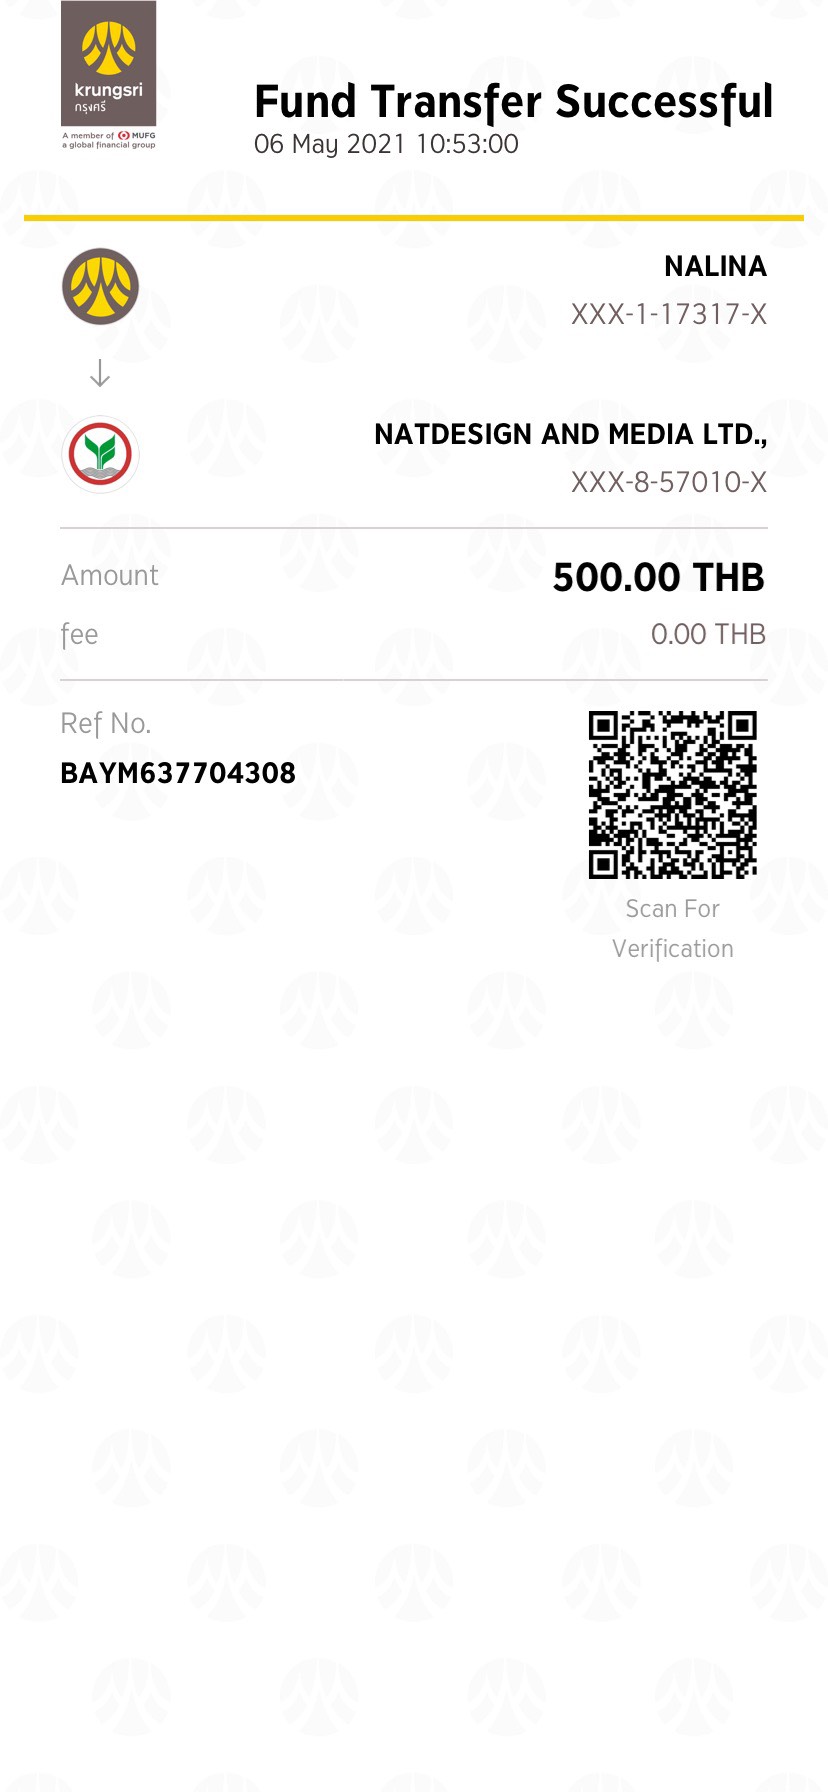 krungsri
กรุงศรี
A member of MUFG
a global financial group
Fund Transfer Successful
06 May 2021 10:53:00
NALINA
XXX-1-17317-X
NATDESIGN AND MEDIA LTD.,
XXX-8-57010-X
Amount 500.00 THB
fee 0.00 THB
Ref No.
BAYM637704308
Scan For
Verification